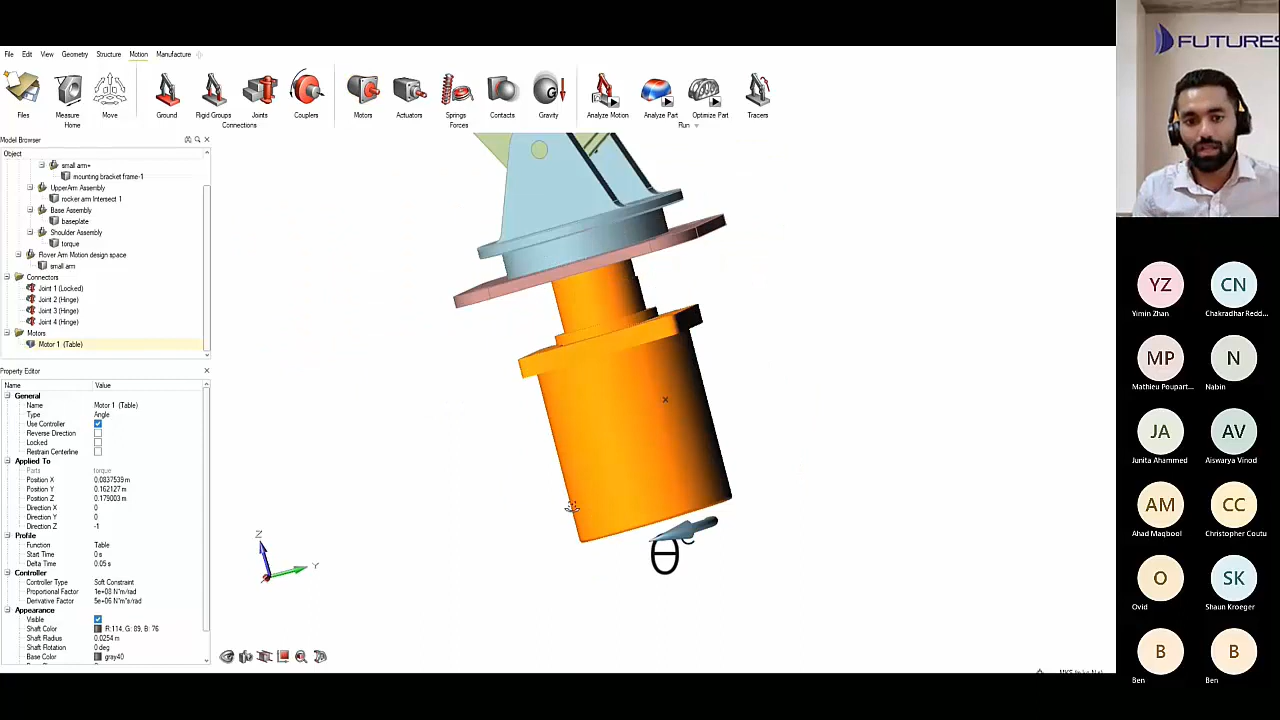 File Edit View Geometry Structure Motion Manufacture
FUTURES
Files Measure Move Ground Rigid Groups Joints Couplers Motors Actuators Springs Contacts Gravity Analyze Motion Analyze Part Optimize Part Tracers
Home Connections Forces Run
Model Browser
Object
small arm+
mounting bracket frame-1
UpperArm Assembly
rocker arm Intersect 1
Base Assembly
baseplate
Shoulder Assembly
torque
Rover Arm Motion design space
small arm
Connectors
Joint 1 (Locked)
Joint 2 (Hinge)
Joint 3 (Hinge)
Joint 4 (Hinge)
Motors
Motor 1 (Table)
Property Editor
Name Value
General
Name Motor 1 (Table)
Type Angle
Use Controller
Reverse Direction
Locked
Restrain Centerline
Applied To
Parts torque
Position X 0.0837539 m
Position Y 0.162127 m
Position Z 0.179003 m
Direction X 0
Direction Y 0
Direction Z -1
Profile
Function Table
Start Time 0 s
Delta Time 0.05 s
Controller
Controller Type Soft Constraint
Proportional Factor 1e+08 N*m/rad
Derivative Factor 5e+06 N*m*s/rad
Appearance
Visible
Shaft Color R:114, G: 89, B: 76
Shaft Radius 0.0254 m
Shaft Rotation 0 deg
Base Color gray40
Z
Y
θ
YZ CN
Yimin Zhan Chakradhar Redd...
MP N
Mathieu Poupart... Nabin
JA AV
Junita Ahammed Aiswarya Vinod
AM CC
Ahad Maqbool Christopher Coutu
O SK
Ovid Shaun Kroeger
B B
Ben Ben